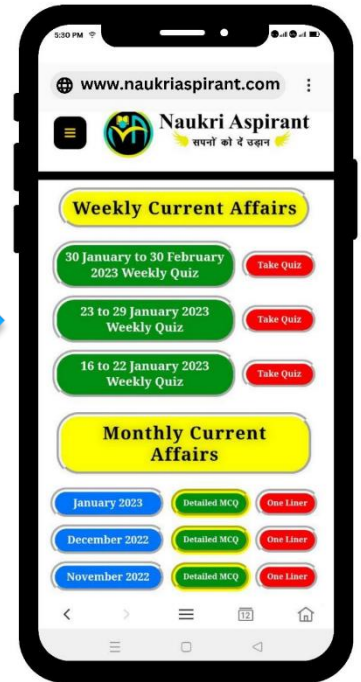 5:30 PM
www.naukriaspirant.com
Naukri Aspirant
सपनों को दें उड़ान
Weekly Current Affairs
30 January to 30 February
2023 Weekly Quiz
Take Quiz
23 to 29 January 2023
Weekly Quiz
Take Quiz
16 to 22 January 2023
Weekly Quiz
Take Quiz
Monthly Current
Affairs
January 2023 Detailed MCQ One Liner
December 2022 Detailed MCQ One Liner
November 2022 Detailed MCQ One Liner
12